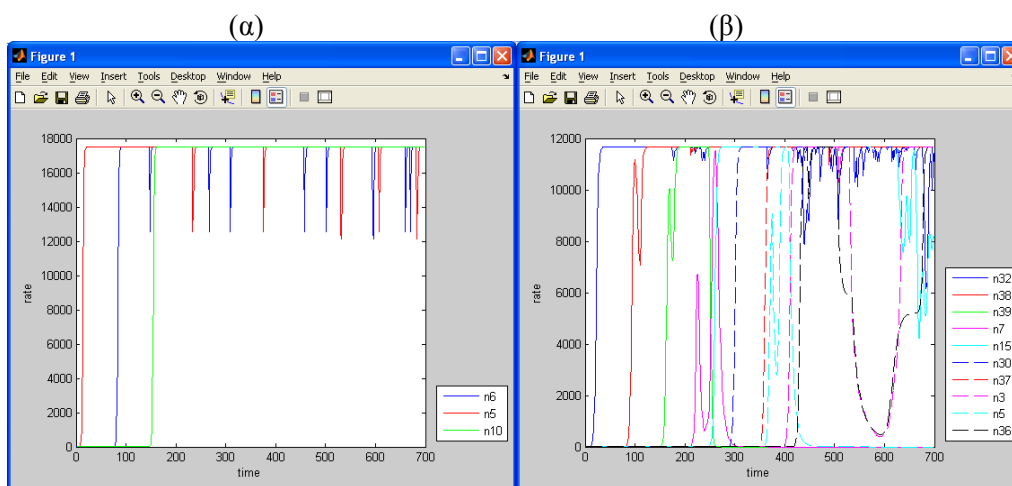 (α)
(β)
Figure 1
File Edit View Insert Tools Desktop Window Help
18000
16000
14000
12000
10000
8000
6000
4000
2000
0
rate
0 100 200 300 400 500 600 700
time
n6
n5
n10
Figure 1
File Edit View Insert Tools Desktop Window Help
12000
10000
8000
6000
4000
2000
0
rate
0 100 200 300 400 500 600 700
time
n32
n38
n39
n7
n15
n30
n37
n3
n5
n36